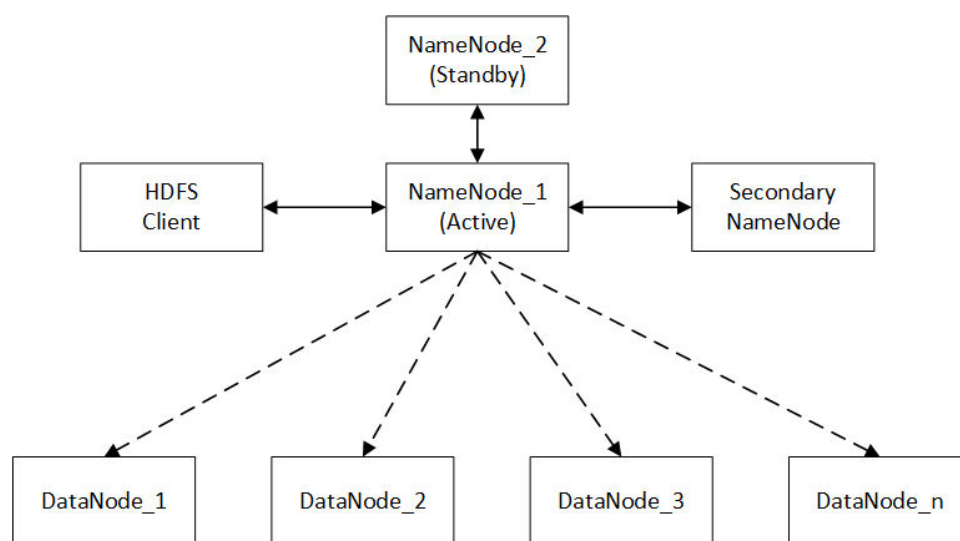 NameNode_2
(Standby)
HDFS
Client
NameNode_1
(Active)
Secondary
NameNode
DataNode_1
DataNode_2
DataNode_3
DataNode_n